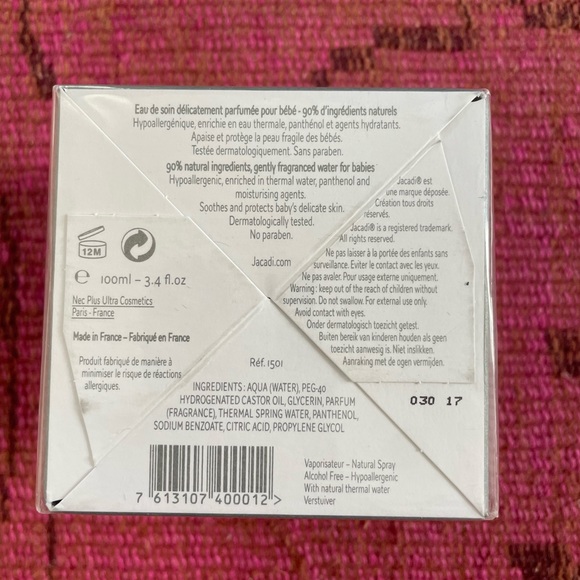 Eau de soin délicatement parfumée pour bébé - 90% d'ingrédients naturels
Hypoallergénique, enrichie en eau thermale, panthénol et agents hydratants.
Apaise et protège la peau fragile des bébés.
Testée dermatologiquement. Sans paraben.
90% natural ingredients, gently fragranced water for babies
Hypoallergenic, enriched in thermal water, panthenol and
moisturising agents.
Soothes and protects baby's delicate skin.
Dermatologically tested.
No paraben.
Jacadi.com
Jacadi® est
une marque déposée.
Création tous droits
réservés.
Jacadi® is a registered trademark.
All rights reserved.
Ne pas laisser à la portée des enfants sans
surveillance. Eviter le contact avec les yeux.
Ne pas avaler. Pour usage externe uniquement.
Warning : keep out of the reach of children without
supervision. Do not swallow. For external use only.
Avoid contact with eyes.
Onder dermatologisch toezicht getest.
Buiten bereik van kinderen houden als geen
toezicht aanwesig is. Niet inslikken.
Aanraking met de ogen vermijden.
12M
e 100ml – 3.4 fl.oz
Nec Plus Ultra Cosmetics
Paris - France
Made in France – Fabriqué en France
Produit fabriqué de manière à
minimiser le risque de réactions
allergiques.
Réf. 1501
INGREDIENTS : AQUA (WATER), PEG-40
HYDROGENATED CASTOR OIL, GLYCERIN, PARFUM
(FRAGRANCE), THERMAL SPRING WATER, PANTHENOL,
SODIUM BENZOATE, CITRIC ACID, PROPYLENE GLYCOL
030 17
7 613107 400012 >
Vaporisateur – Natural Spray
Alcohol Free – Hypoallergenic
With natural thermal water
Verstuiver